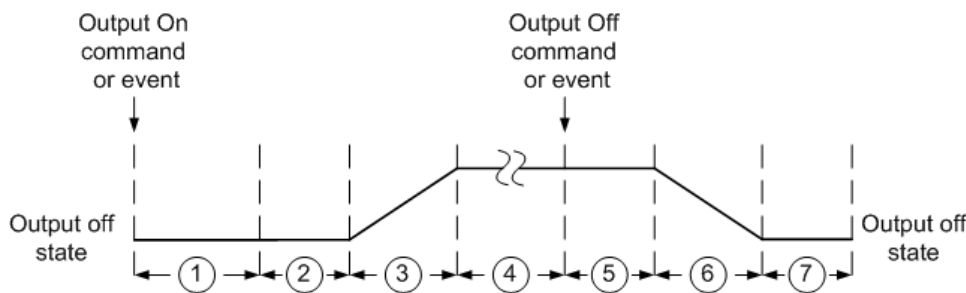 Output On
command
or event
Output Off
command
or event
Output off
state
Output off
state
1 2 3 4 5 6 7